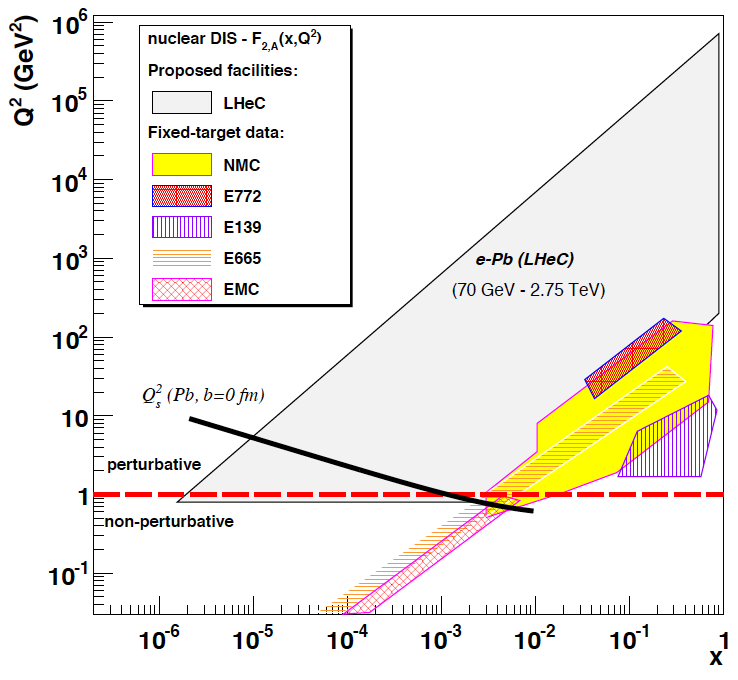 Q² (GeV²)
10⁶
10⁵
10⁴
10³
10²
10
1
10⁻¹
nuclear DIS - F₂,A(x,Q²)
Proposed facilities:
LHeC
Fixed-target data:
NMC
E772
E139
E665
EMC
e-Pb (LHeC)
(70 GeV - 2.75 TeV)
Q²s (Pb, b=0 fm)
perturbative
non-perturbative
10⁻⁶ 10⁻⁵ 10⁻⁴ 10⁻³ 10⁻² 10⁻¹ 1
x